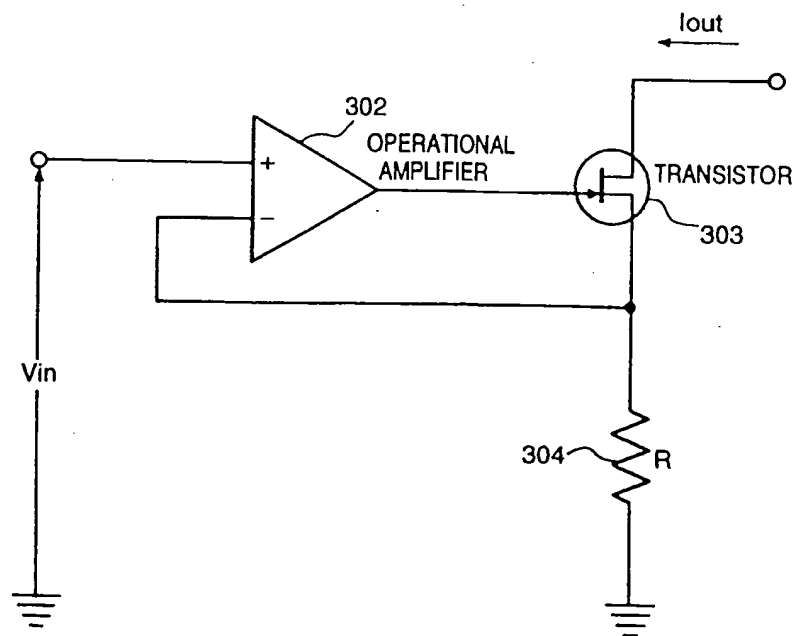 Iout
302
OPERATIONAL
AMPLIFIER
+
-
TRANSISTOR
303
Vin
304
R